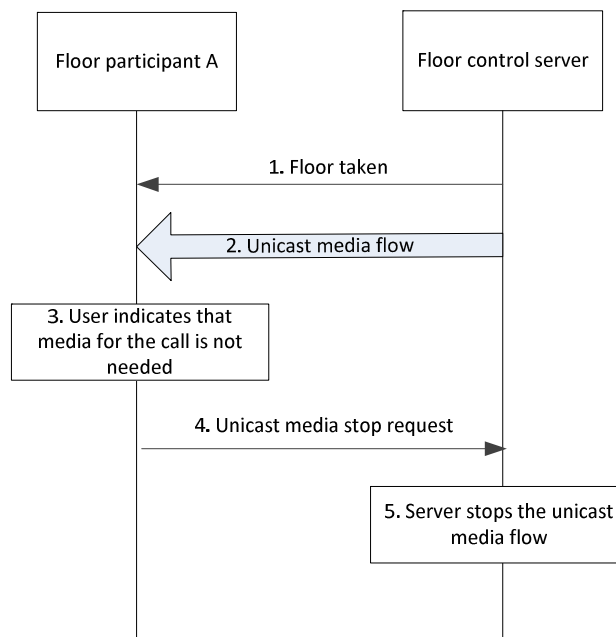 Floor participant A
Floor control server
1. Floor taken
2. Unicast media flow
3. User indicates that
media for the call is not
needed
4. Unicast media stop request
5. Server stops the unicast
media flow